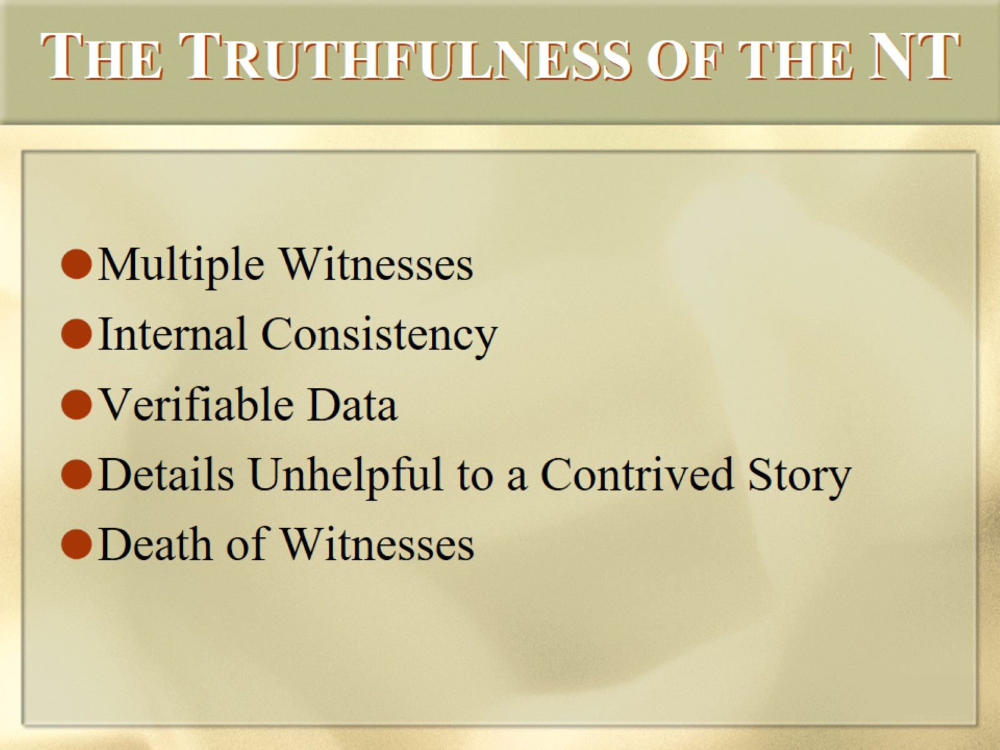 THE TRUTHFULNESS OF THE NT
Multiple Witnesses
Internal Consistency
Verifiable Data
Details Unhelpful to a Contrived Story
Death of Witnesses